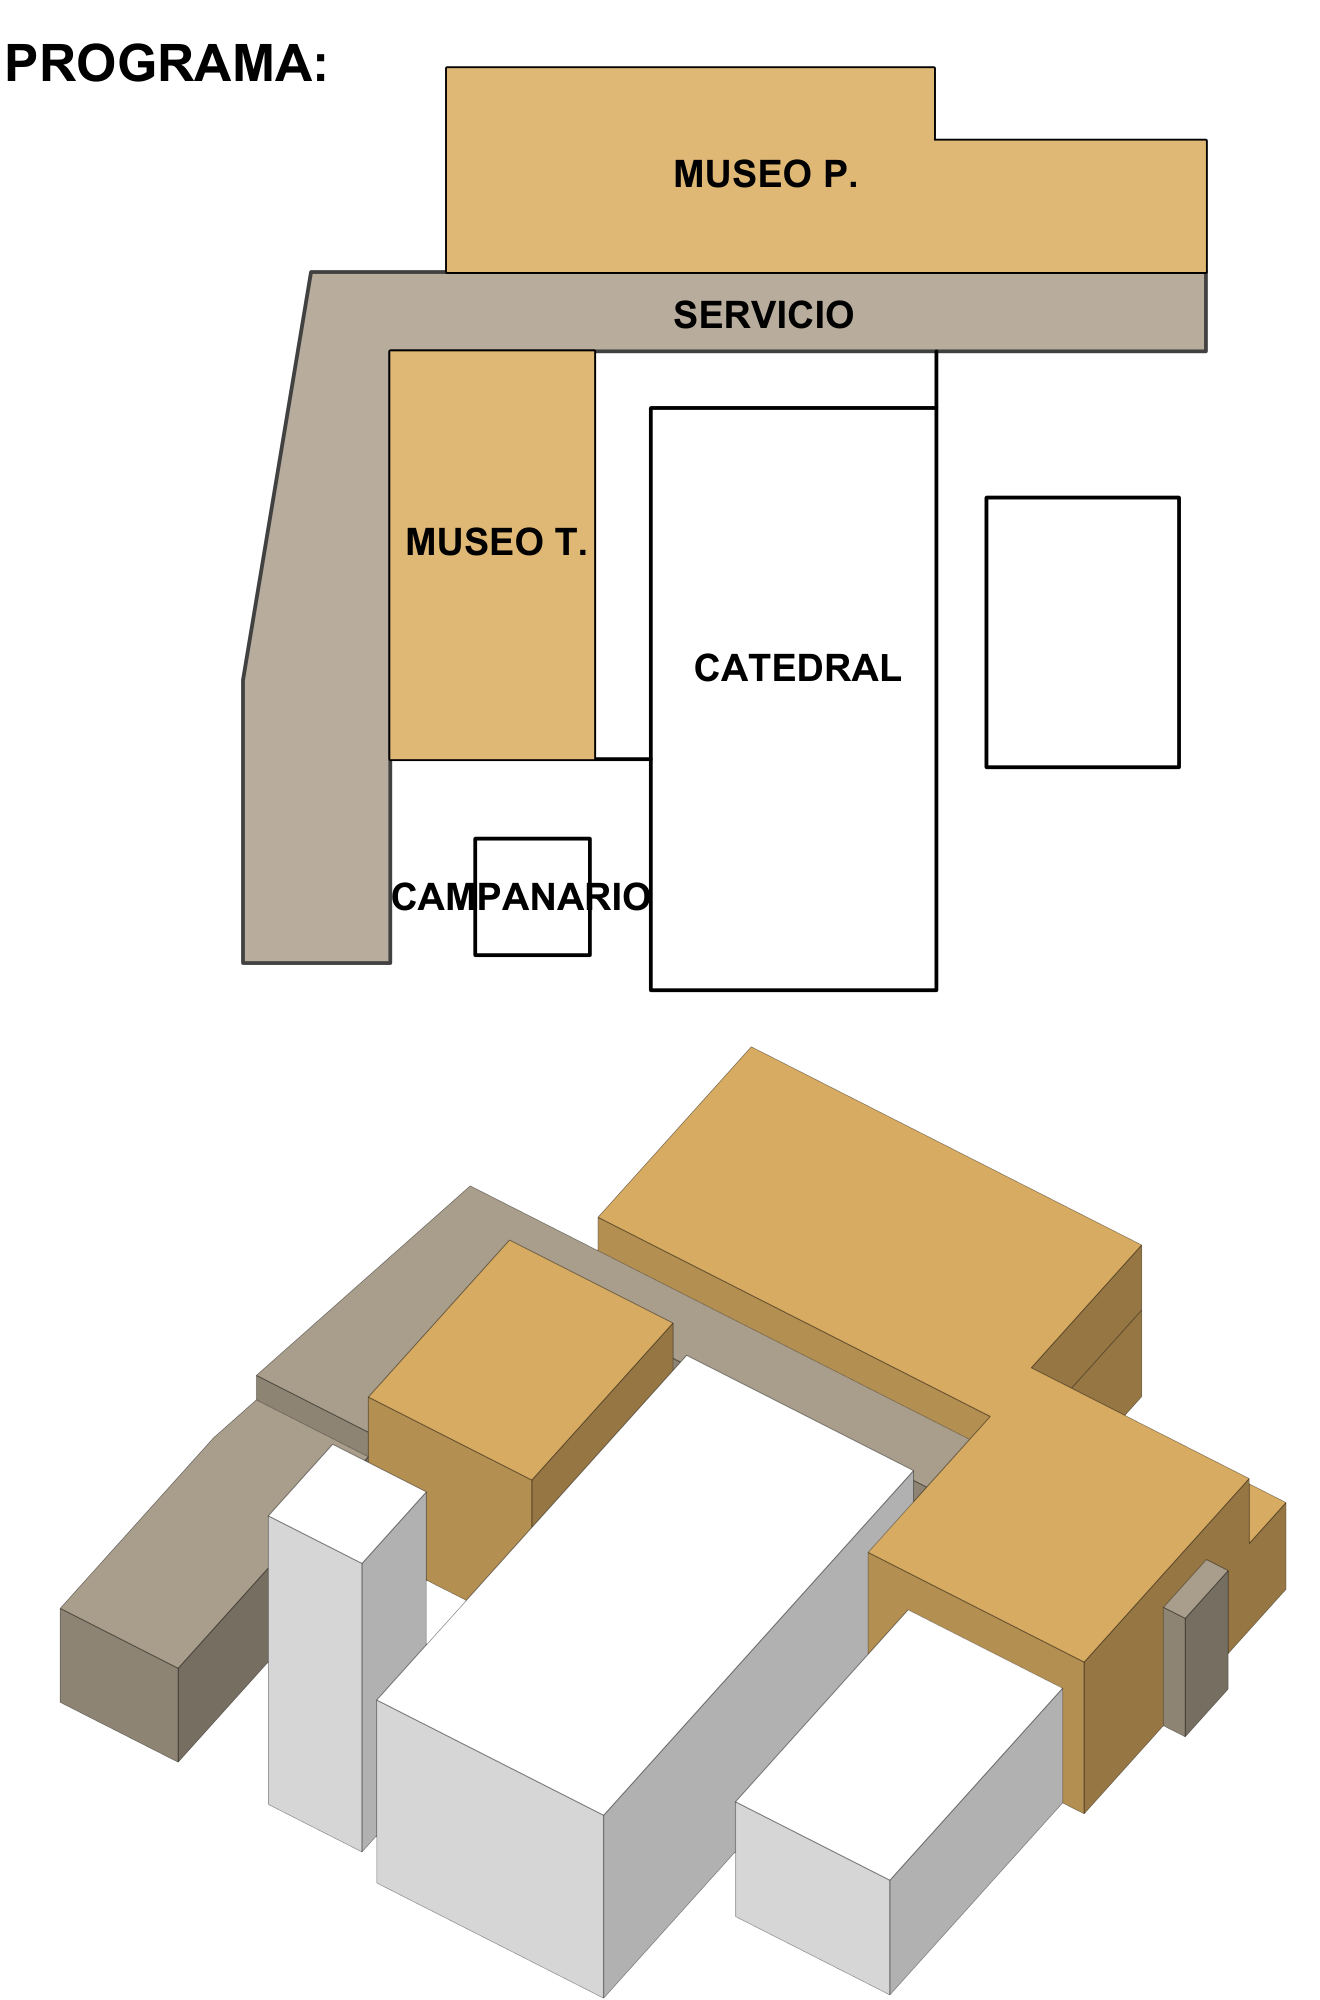 PROGRAMA:
MUSEO P.
SERVICIO
MUSEO T.
CATEDRAL
CAMPANARIO